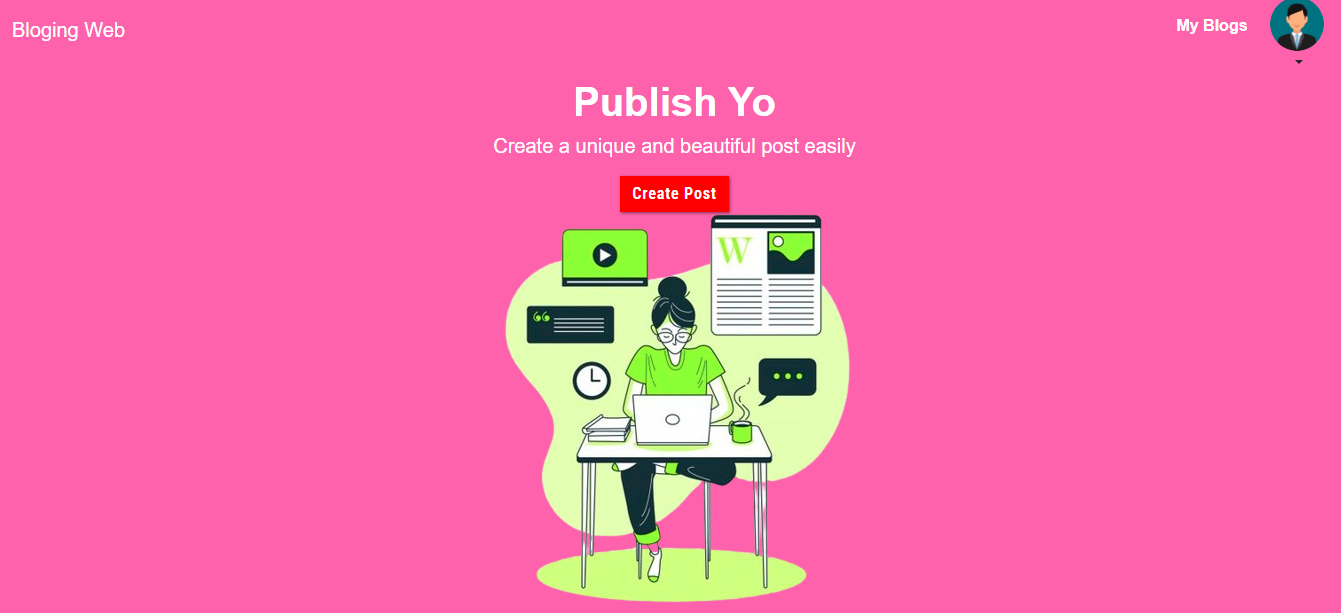 Bloging Web
My Blogs
Publish Yo
Create a unique and beautiful post easily
Create Post
W